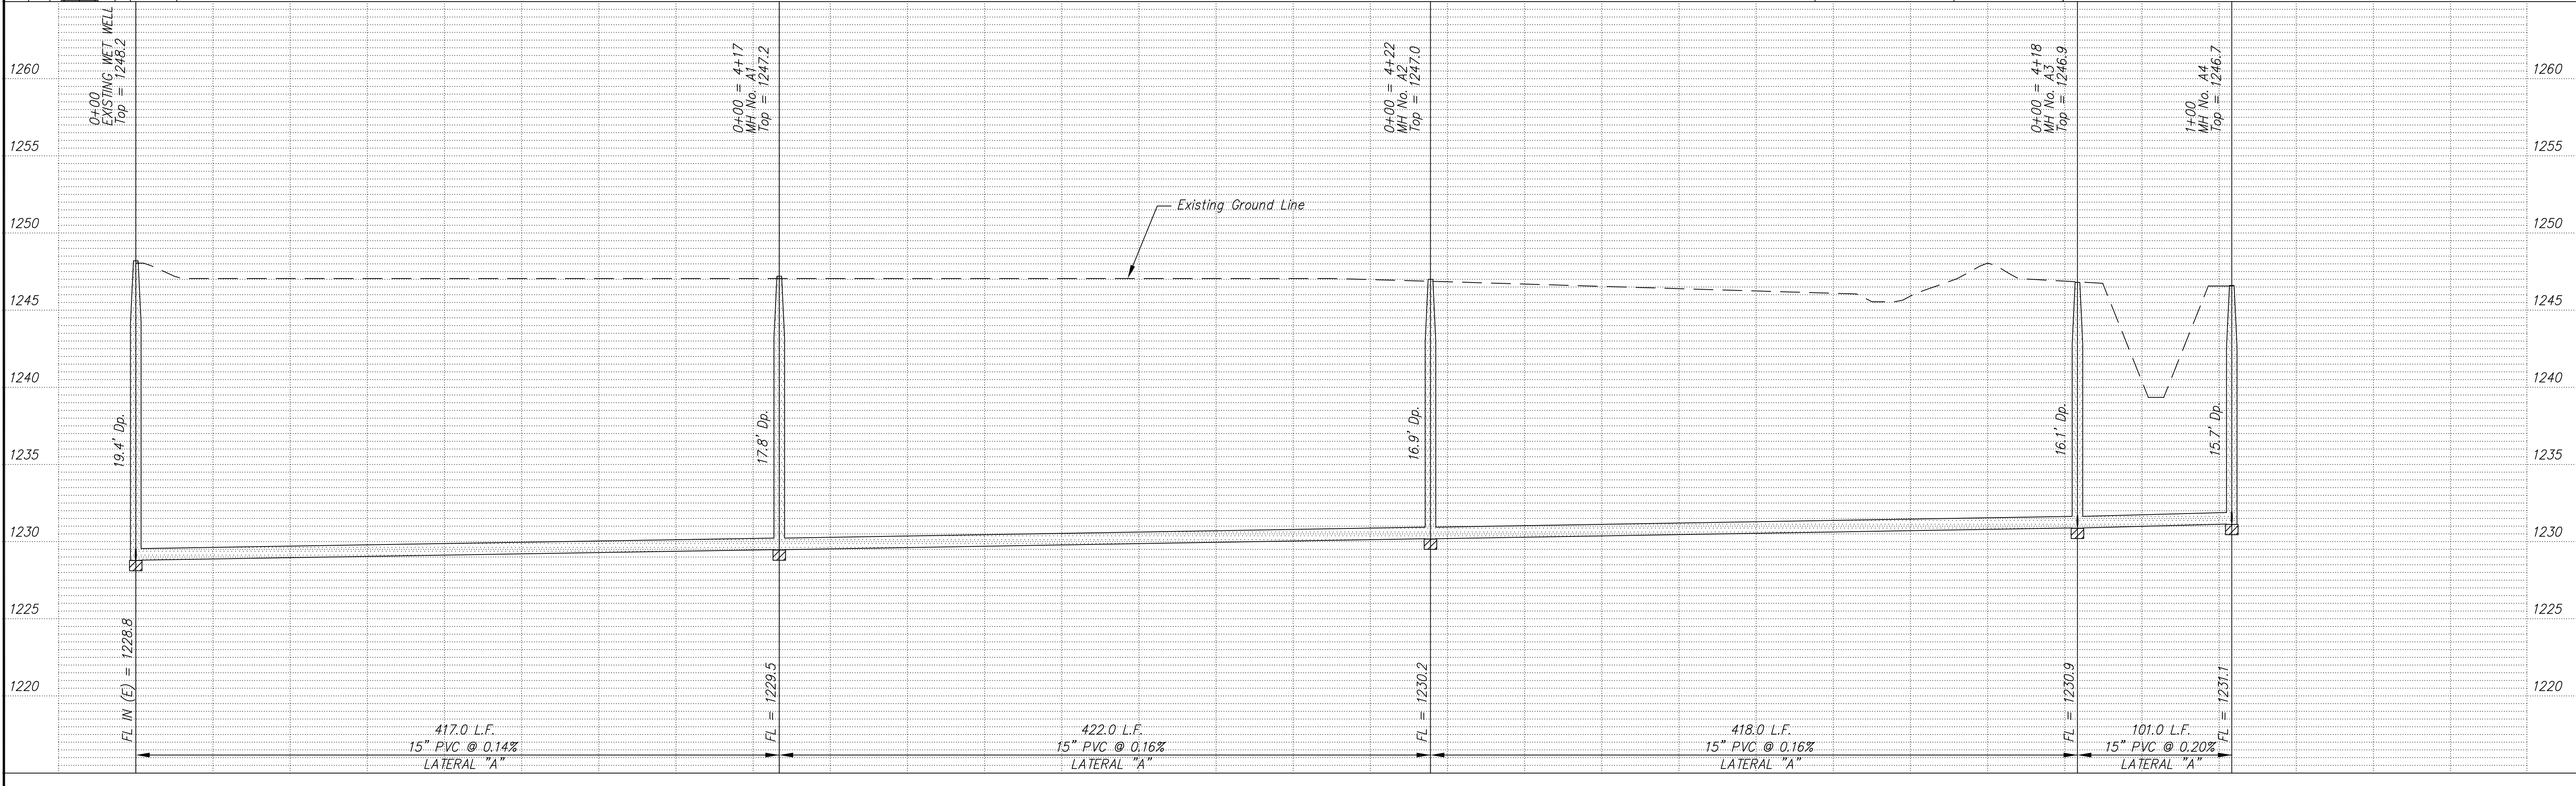 0+00
EXISTING WET WELL
Top = 1248.2
0+00 = 4+17
MH No. A1
Top = 1247.2
0+00 = 4+22
MH No. A2
Top = 1247.0
0+00 = 4+18
MH No. A3
Top = 1246.9
1+00
MH No. A4
Top = 1246.7
1260
1260
1255
1255
1250
Existing Ground Line
1250
1245
1245
1240
1240
19.4' Dp.
17.8' Dp.
16.9' Dp.
16.1' Dp.
15.7' Dp.
1235
1235
1230
1230
1225
1225
1220
1220
FL IN (E) = 1228.8
FL = 1229.5
FL = 1230.2
FL = 1230.9
FL = 1231.1
417.0 L.F.
15" PVC @ 0.14%
LATERAL "A"
422.0 L.F.
15" PVC @ 0.16%
LATERAL "A"
418.0 L.F.
15" PVC @ 0.16%
LATERAL "A"
101.0 L.F.
15" PVC @ 0.20%
LATERAL "A"